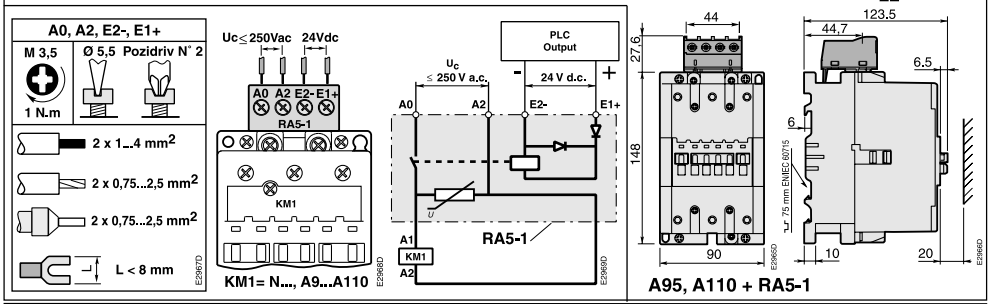 A0, A2, E2-, E1+
M 3,5
Ø 5,5 Pozidriv N° 2
1 N.m
2 x 1...4 mm²
2 x 0,75...2,5 mm²
2 x 0,75...2,5 mm²
L
L < 8 mm
E2967D
Uc ≤ 250Vac 24Vdc
A0 A2 E2- E1+
RA5-1
KM1
KM1= N..., A9...A110
E2968D
PLC
Output
Uc
≤ 250 V a.c.
- 24 V d.c. +
A0 A2 E2- E1+
U
RA5-1
A1
KM1
A2
E2969D
44
27,6
148
90
E2965D
A95, A110 + RA5-1
123.5
44,7
6.5
6
75 mm EN/IEC 60715
10
20
E2966D